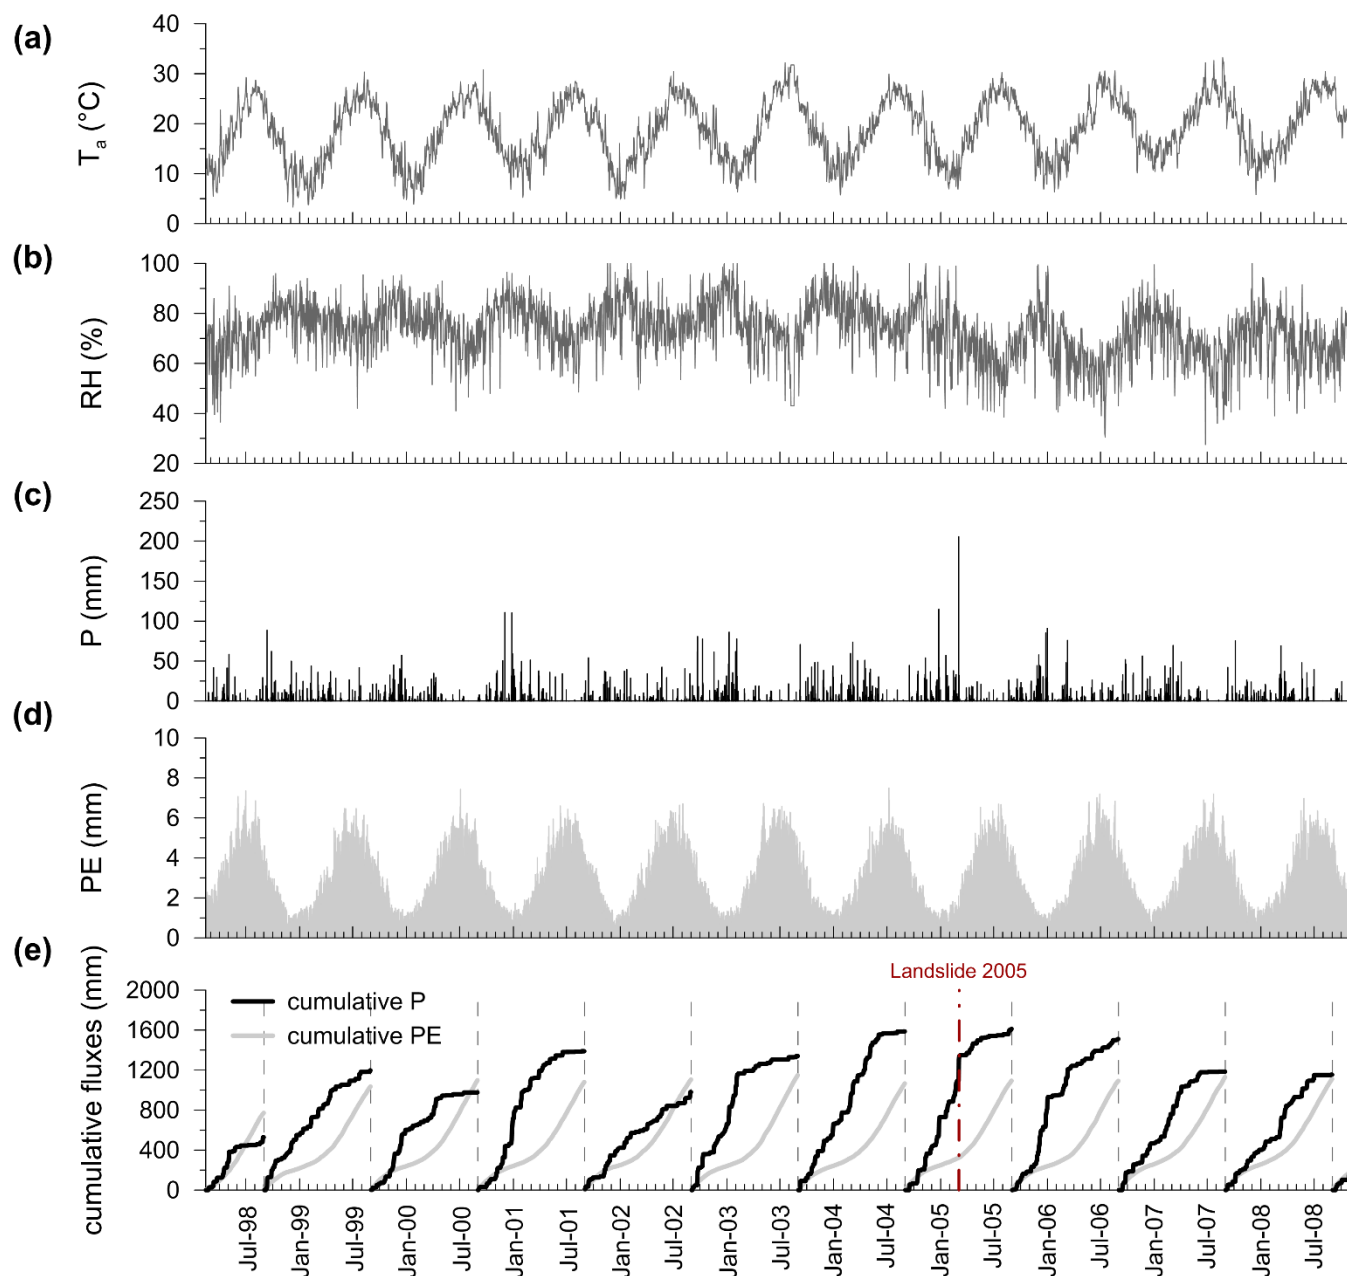 (a)
T_a (°C)
40
30
20
10
0
(b)
RH (%)
100
80
60
40
20
(c)
P (mm)
250
200
150
100
50
0
(d)
PE (mm)
10
8
6
4
2
0
(e)
cumulative fluxes (mm)
Landslide 2005
2000
1600
1200
800
400
0
cumulative P
cumulative PE
Jul-98
Jan-99
Jul-99
Jan-00
Jul-00
Jan-01
Jul-01
Jan-02
Jul-02
Jan-03
Jul-03
Jan-04
Jul-04
Jan-05
Jul-05
Jan-06
Jul-06
Jan-07
Jul-07
Jan-08
Jul-08